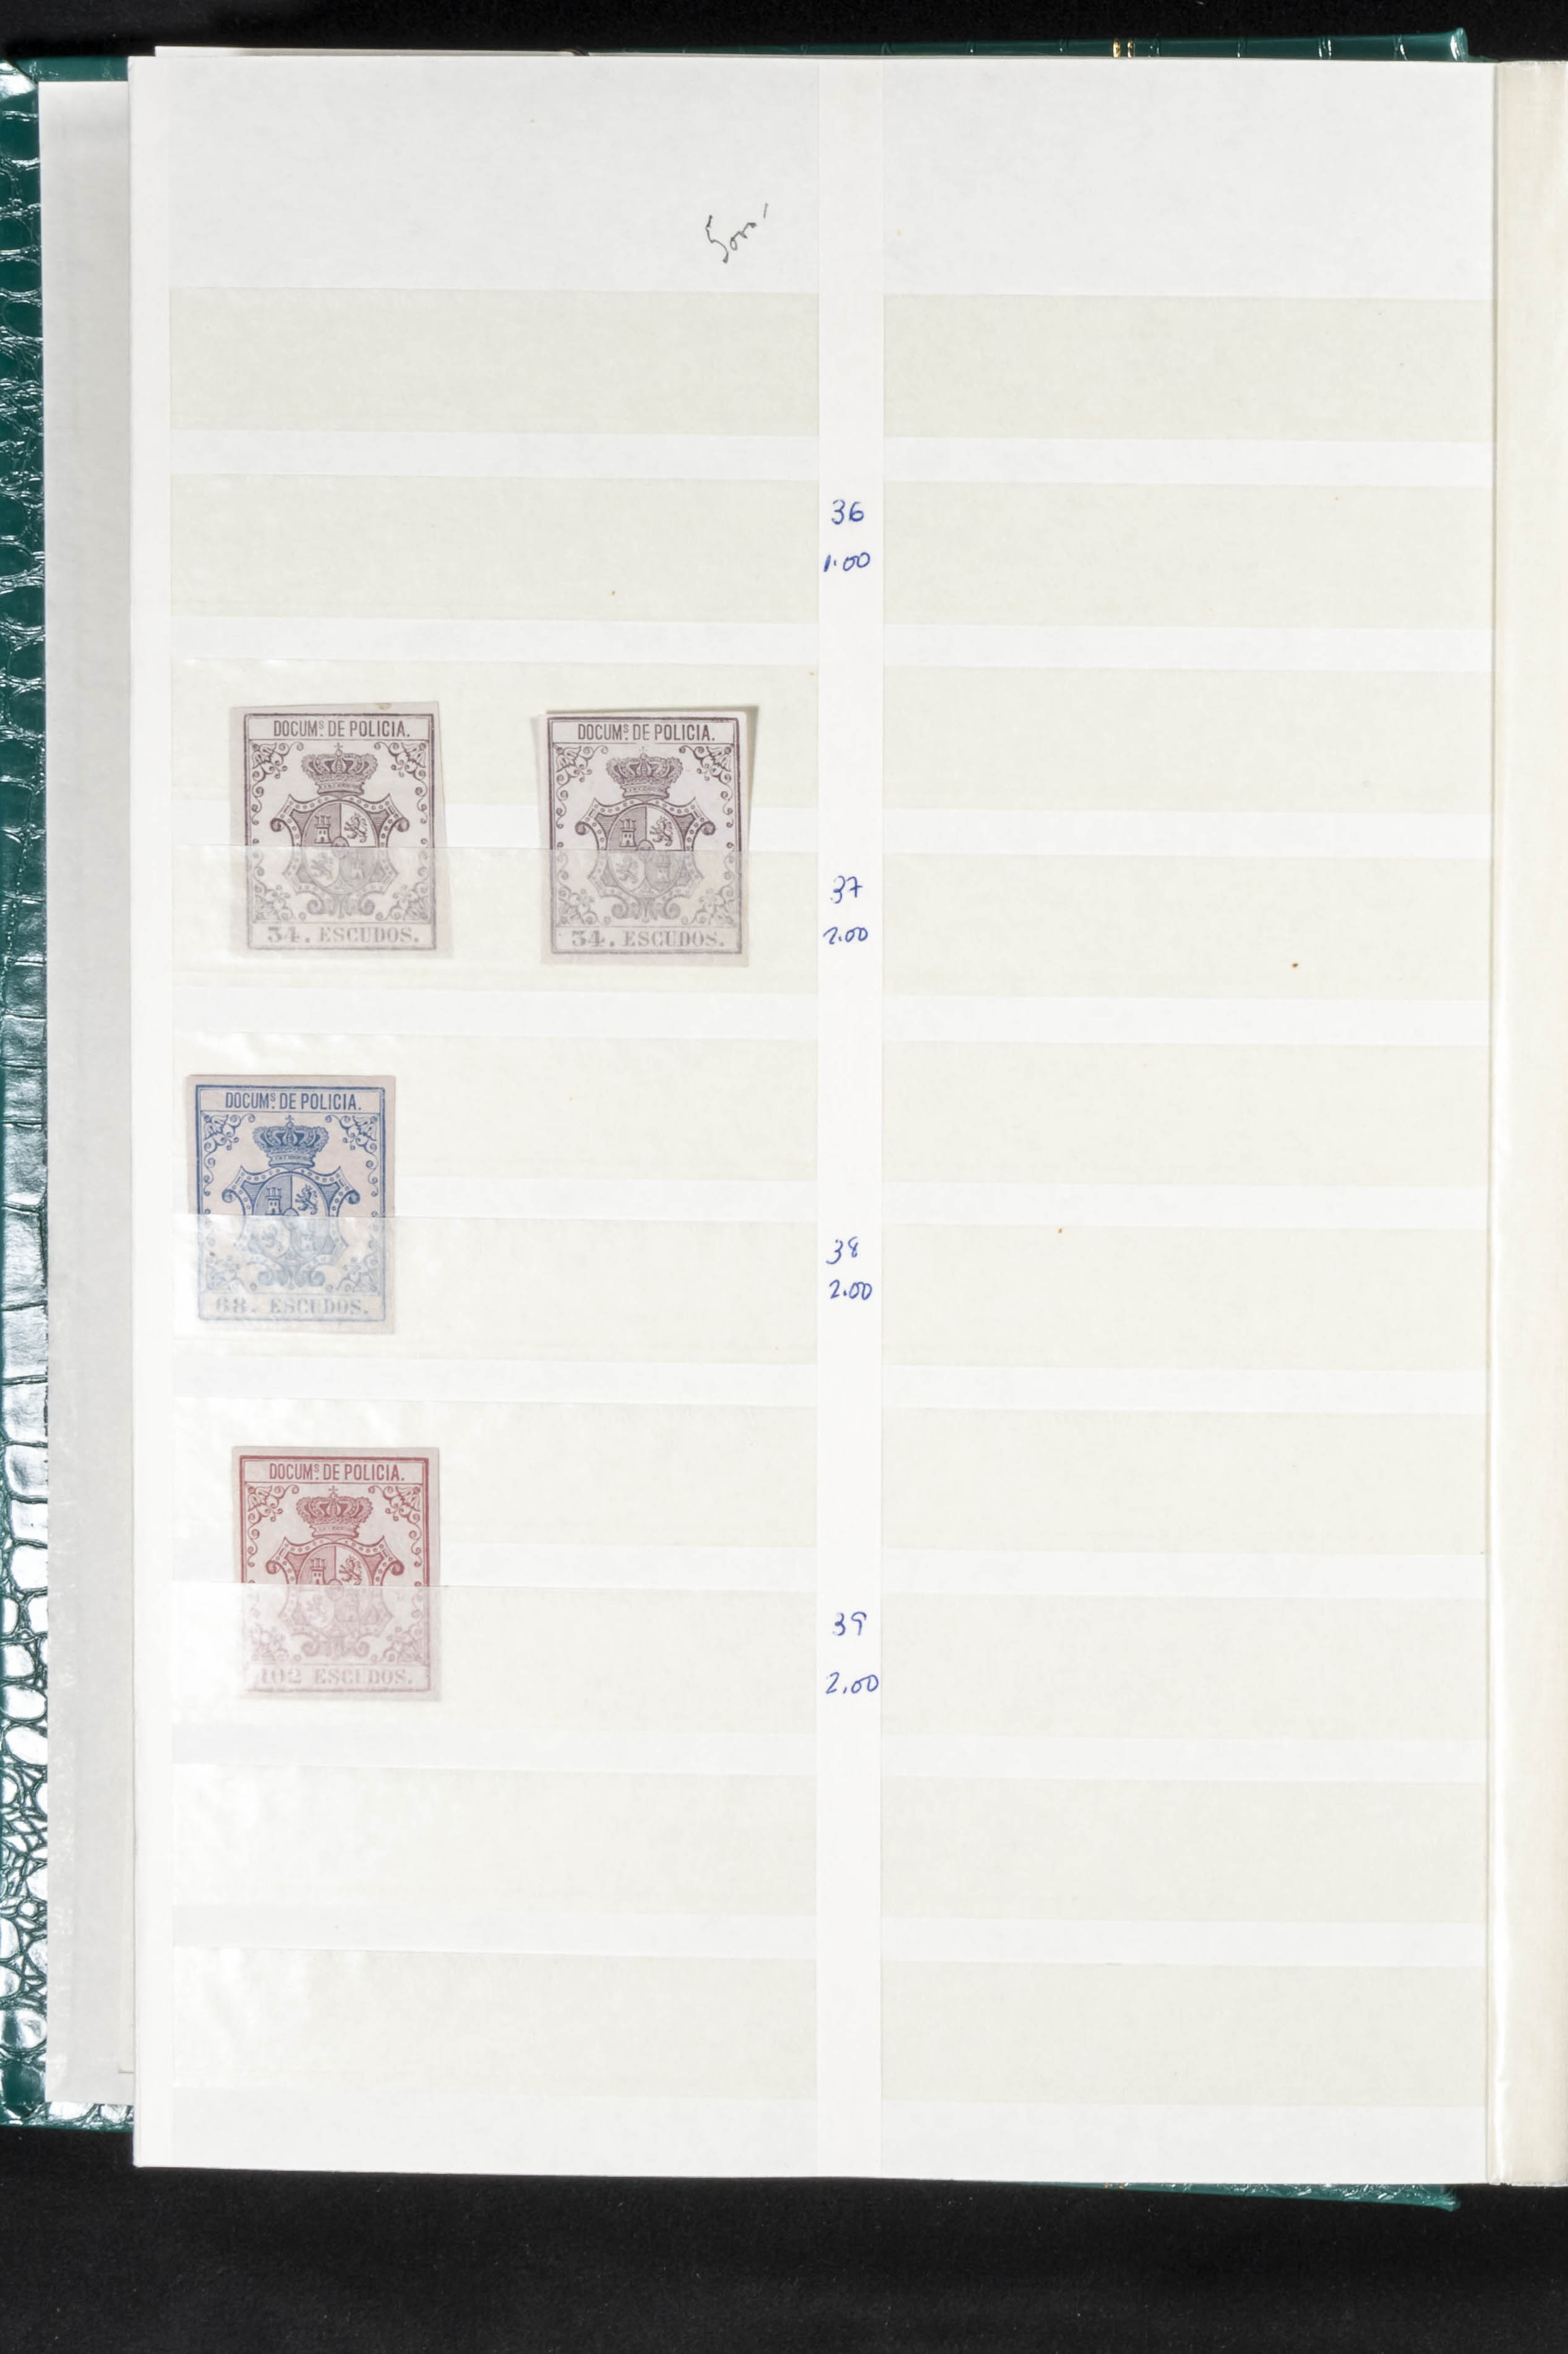 36
1.00
DOCUMS. DE POLICIA.
DOCUMS. DE POLICIA.
34. ESCUDOS.
34. ESCUDOS.
37
2.00
DOCUMS. DE POLICIA.
68. ESCUDOS.
38
2.00
DOCUMS. DE POLICIA.
102 ESCUDOS.
39
2.00